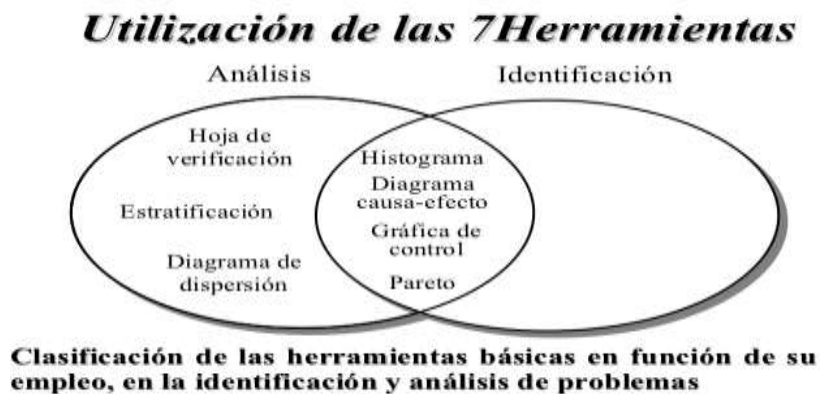 Utilización de las 7Herramientas
Análisis
Identificación
Hoja de
verificación
Estratificación
Diagrama de
dispersión
Histograma
Diagrama
causa-efecto
Gráfica de
control
Pareto
Clasificación de las herramientas básicas en función de su
empleo, en la identificación y análisis de problemas